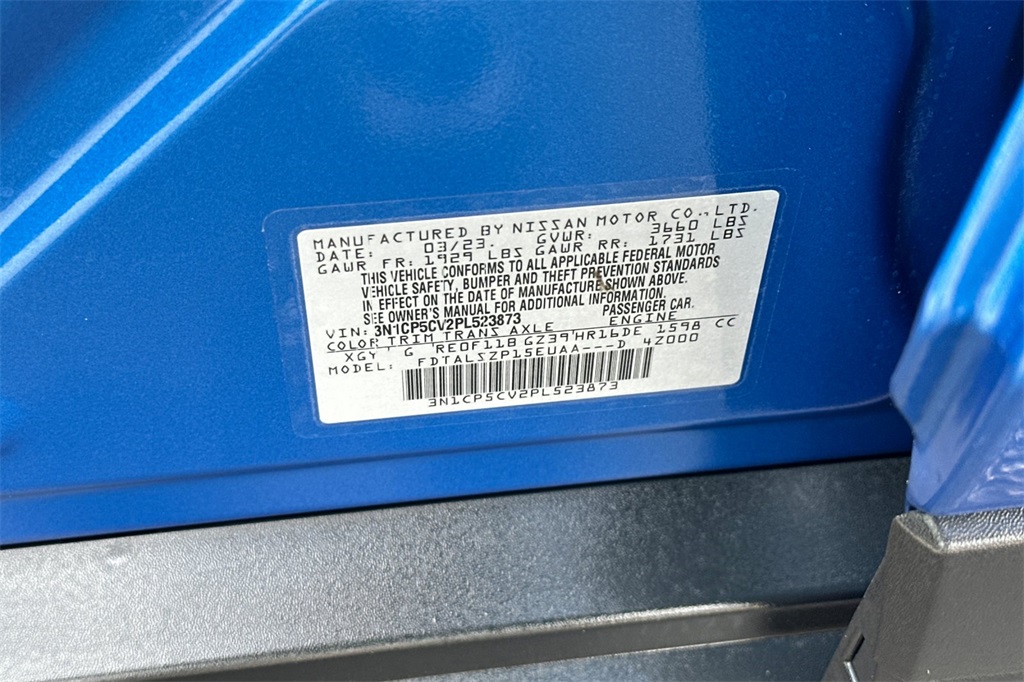 MANUFACTURED BY NISSAN MOTOR CO., LTD.
DATE: 03/23. GVWR: 3660 LBS
GAWR FR: 1929 LBS GAWR RR: 1731 LBS
THIS VEHICLE CONFORMS TO ALL APPLICABLE FEDERAL MOTOR
VEHICLE SAFETY, BUMPER AND THEFT PREVENTION STANDARDS
IN EFFECT ON THE DATE OF MANUFACTURE SHOWN ABOVE.
SEE OWNER'S MANUAL FOR ADDITIONAL INFORMATION.
VIN: 3N1CP5CV2PL523873 PASSENGER CAR.
COLOR TRIM TRANS AXLE ENGINE
XGY G RE0F11B GZ39 HR16DE 1598 CC
MODEL: FDTALSZP15EUAA---D 4Z000
3N1CP5CV2PL523873